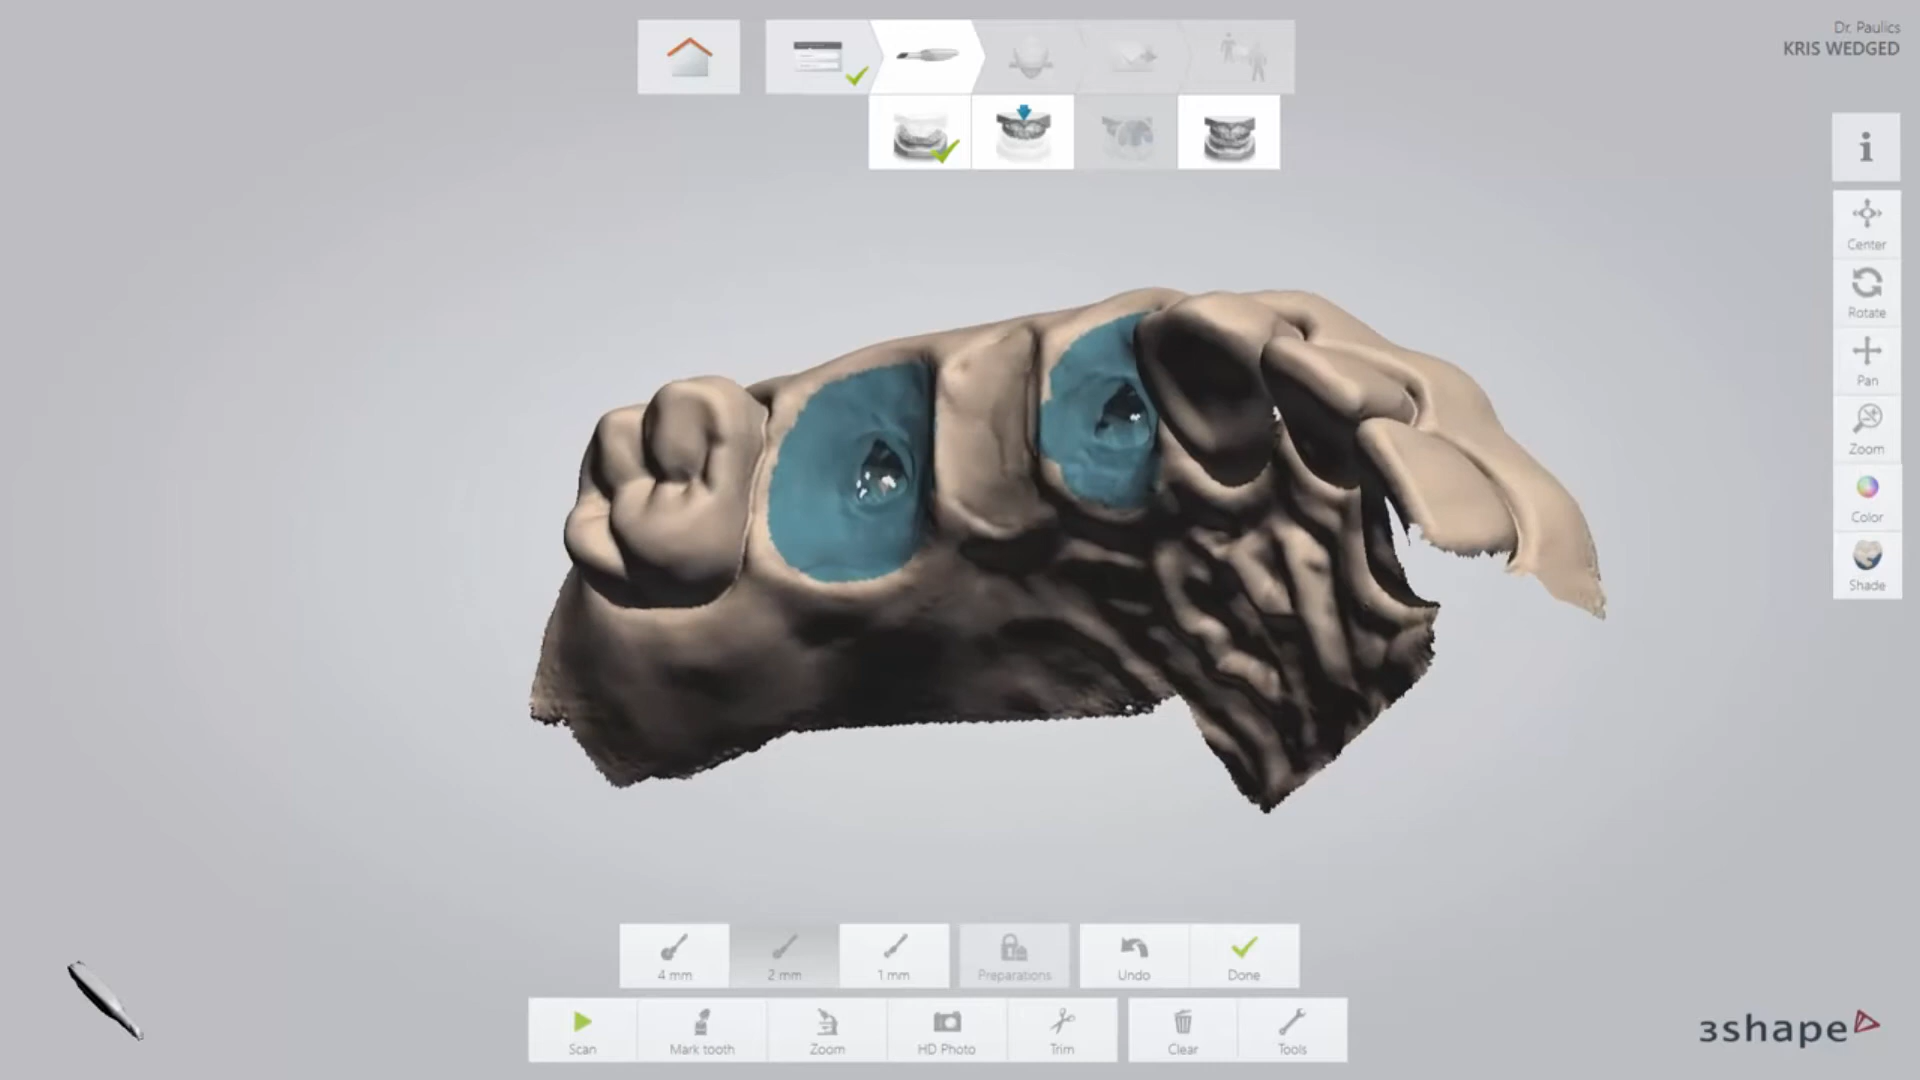 Dr. Paulics
KRIS WEDGED
i
Center
Rotate
Pan
Zoom
Color
Shade
4 mm
2 mm
1 mm
Preparations
Undo
Done
Scan
Mark tooth
Zoom
HD Photo
Trim
Clear
Tools
3shape